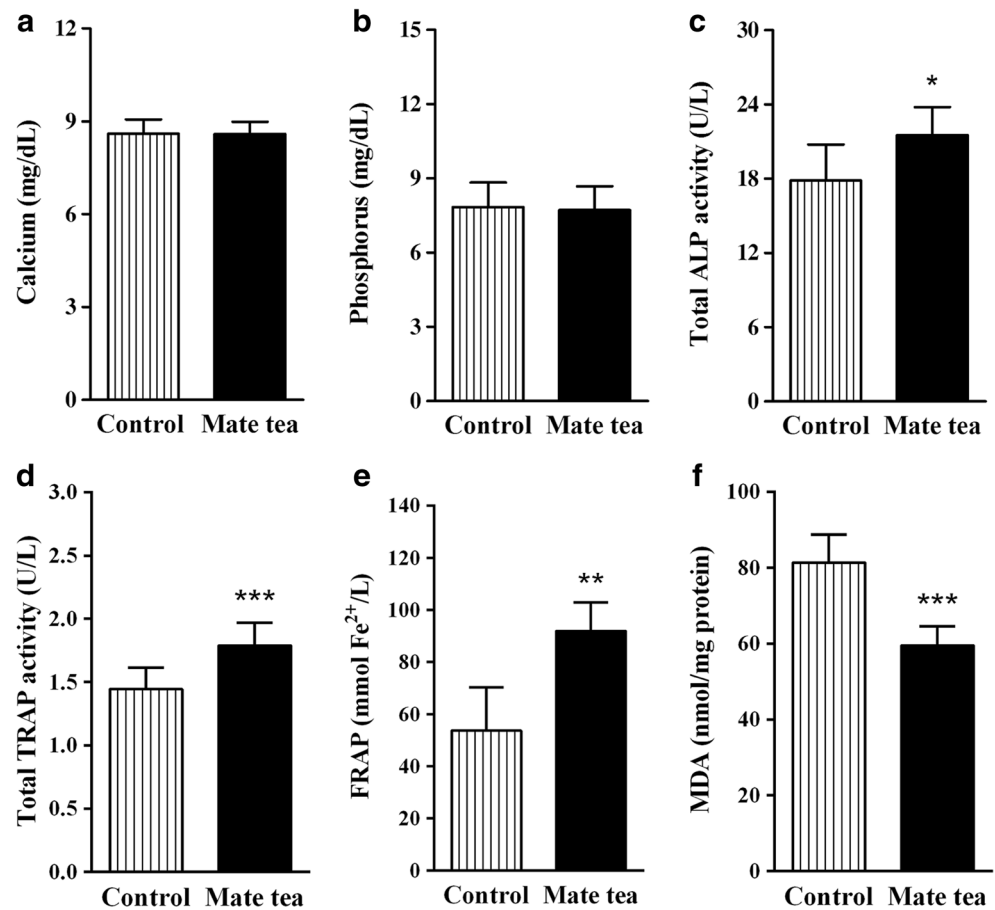 a
Calcium (mg/dL)
12
9
6
3
0
Control Mate tea
b
Phosphorus (mg/dL)
15
12
9
6
3
0
Control Mate tea
c
Total ALP activity (U/L)
30
24
18
12
6
0
*
Control Mate tea
d
Total TRAP activity (U/L)
3.0
2.5
2.0
1.5
1.0
0.5
0.0
***
Control Mate tea
e
FRAP (mmol Fe²⁺/L)
140
120
100
80
60
40
20
0
**
Control Mate tea
f
MDA (nmol/mg protein)
100
80
60
40
20
0
***
Control Mate tea